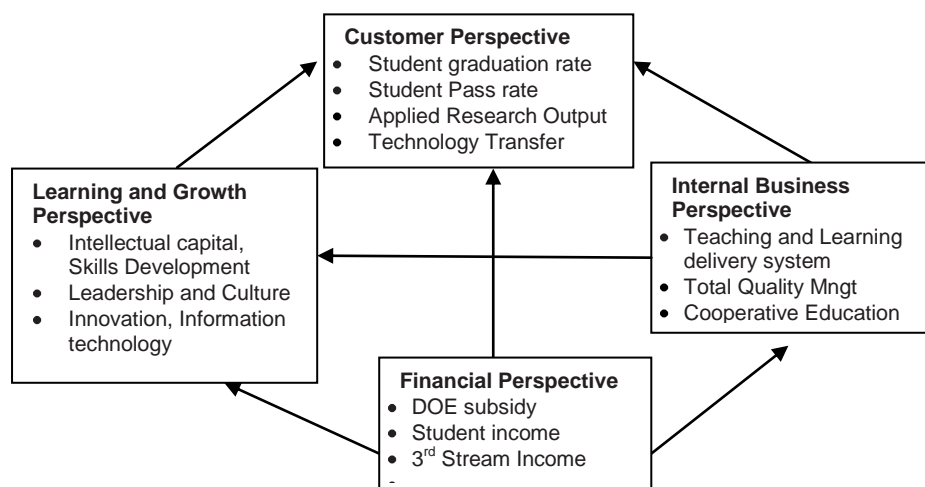 Customer Perspective
• Student graduation rate
• Student Pass rate
• Applied Research Output
• Technology Transfer
Learning and Growth
Perspective
• Intellectual capital,
Skills Development
• Leadership and Culture
• Innovation, Information
technology
Internal Business
Perspective
• Teaching and Learning
delivery system
• Total Quality Mngt
• Cooperative Education
Financial Perspective
• DOE subsidy
• Student income
• 3rd Stream Income
•